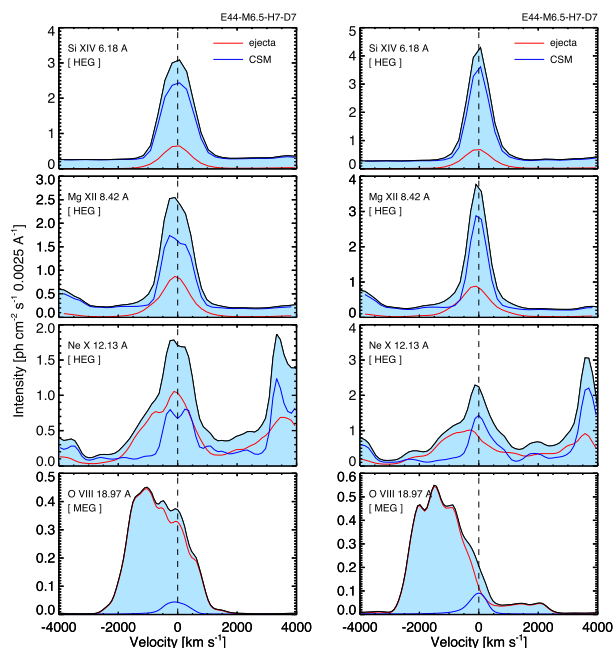 E44-M6.5-H7-D7
E44-M6.5-H7-D7
Si XIV 6.18 A
[ HEG ]
ejecta
CSM
4
3
2
1
0
Mg XII 8.42 A
[ HEG ]
3.0
2.5
2.0
1.5
1.0
0.5
0.0
Ne X 12.13 A
[ HEG ]
2.0
1.5
1.0
0.5
0.0
O VIII 18.97 A
[ MEG ]
0.5
0.4
0.3
0.2
0.1
0.0
-4000 -2000 0 2000 4000
Velocity [km s-1]
Intensity [ph cm-2 s-1 0.0025 A-1]
Si XIV 6.18 A
[ HEG ]
ejecta
CSM
5
4
3
2
1
0
Mg XII 8.42 A
[ HEG ]
4
3
2
1
0
Ne X 12.13 A
[ HEG ]
4
3
2
1
0
O VIII 18.97 A
[ MEG ]
0.6
0.5
0.4
0.3
0.2
0.1
0.0
-4000 -2000 0 2000 4000
Velocity [km s-1]